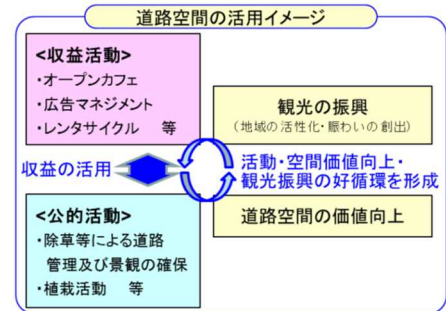 道路空間の活用イメージ
<収益活動>
・オープンカフェ
・広告マネジメント
・レンタサイクル　等
観光の振興
（地域の活性化・賑わいの創出）
収益の活用
活動・空間価値向上・
観光振興の好循環を形成
<公的活動>
・除草等による道路
管理及び景観の確保
・植栽活動　等
道路空間の価値向上